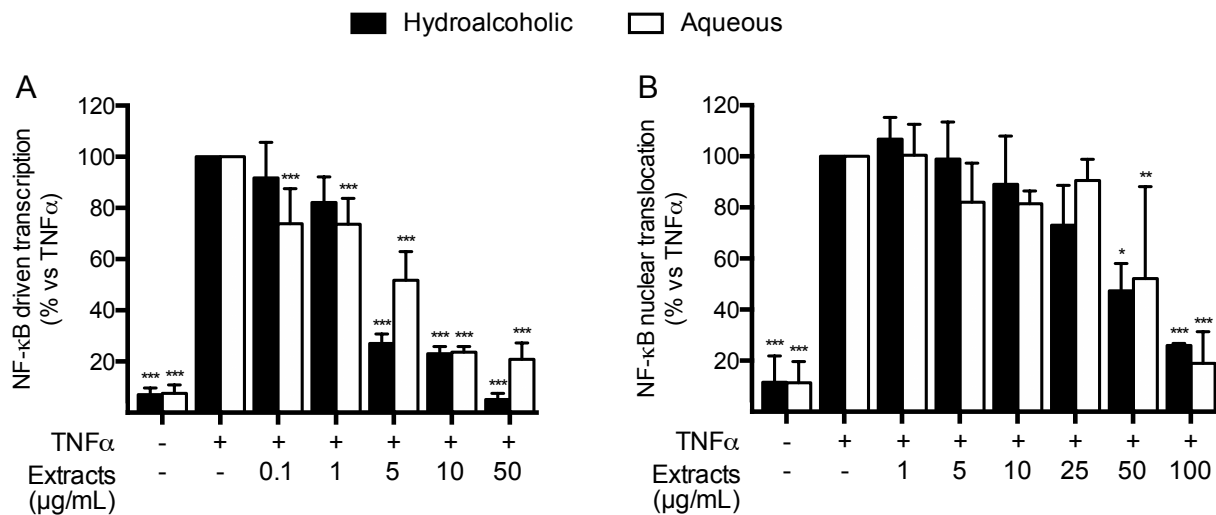 Hydroalcoholic Aqueous
A
NF-κB driven transcription
(% vs TNFα)
120
100
80
60
40
20
*** *** *** *** *** *** *** *** *** ***
TNFα - + + + + + +
Extracts - - 0.1 1 5 10 50
(µg/mL)
B
NF-κB nuclear translocation
(% vs TNFα)
120
100
80
60
40
20
*** *** * ** *** ***
TNFα - + + + + + + +
Extracts - - 1 5 10 25 50 100
(µg/mL)